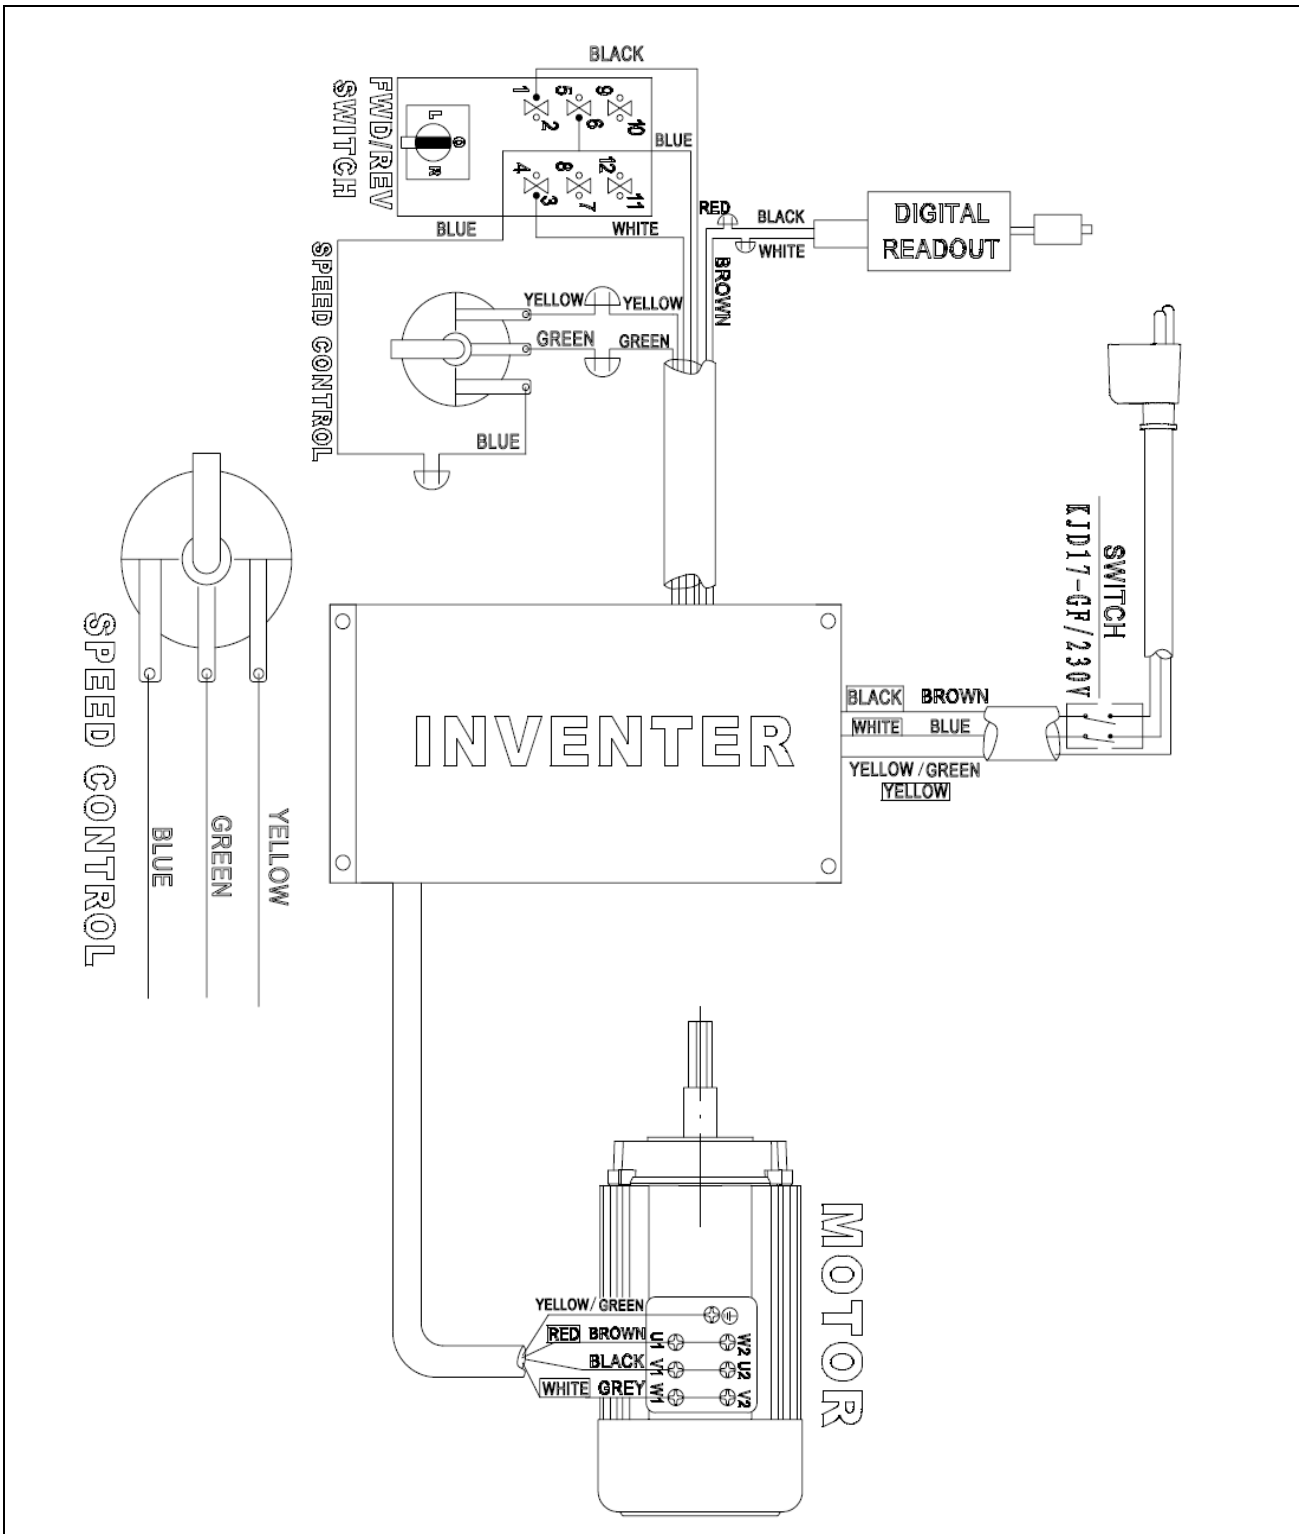 BLACK
FWD/REV
SWITCH
L
O
R
1
5
9
2
6
10
BLUE
4
8
12
3
7
11
BLUE
WHITE
RED
BLACK
WHITE
BROWN
DIGITAL
READOUT
SPEED CONTROL
YELLOW
YELLOW
GREEN
GREEN
BLUE
SWITCH
KJD17-GF/230V
SPEED CONTROL
BLUE
GREEN
YELLOW
INVENTER
BLACK BROWN
WHITE BLUE
YELLOW/GREEN
YELLOW
MOTOR
YELLOW/GREEN
RED BROWN U1 W2
BLACK V1 U2
WHITE GREY W1 V2